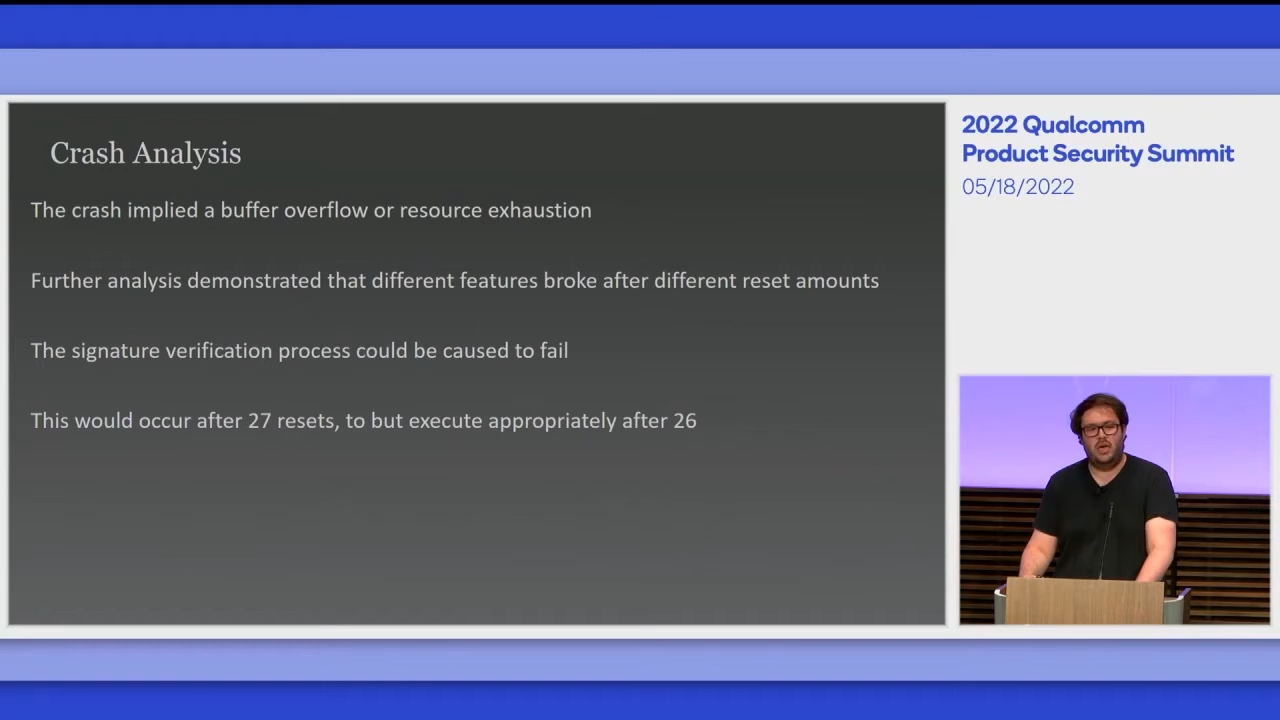 Crash Analysis
The crash implied a buffer overflow or resource exhaustion
Further analysis demonstrated that different features broke after different reset amounts
The signature verification process could be caused to fail
This would occur after 27 resets, to but execute appropriately after 26
2022 Qualcomm
Product Security Summit
05/18/2022